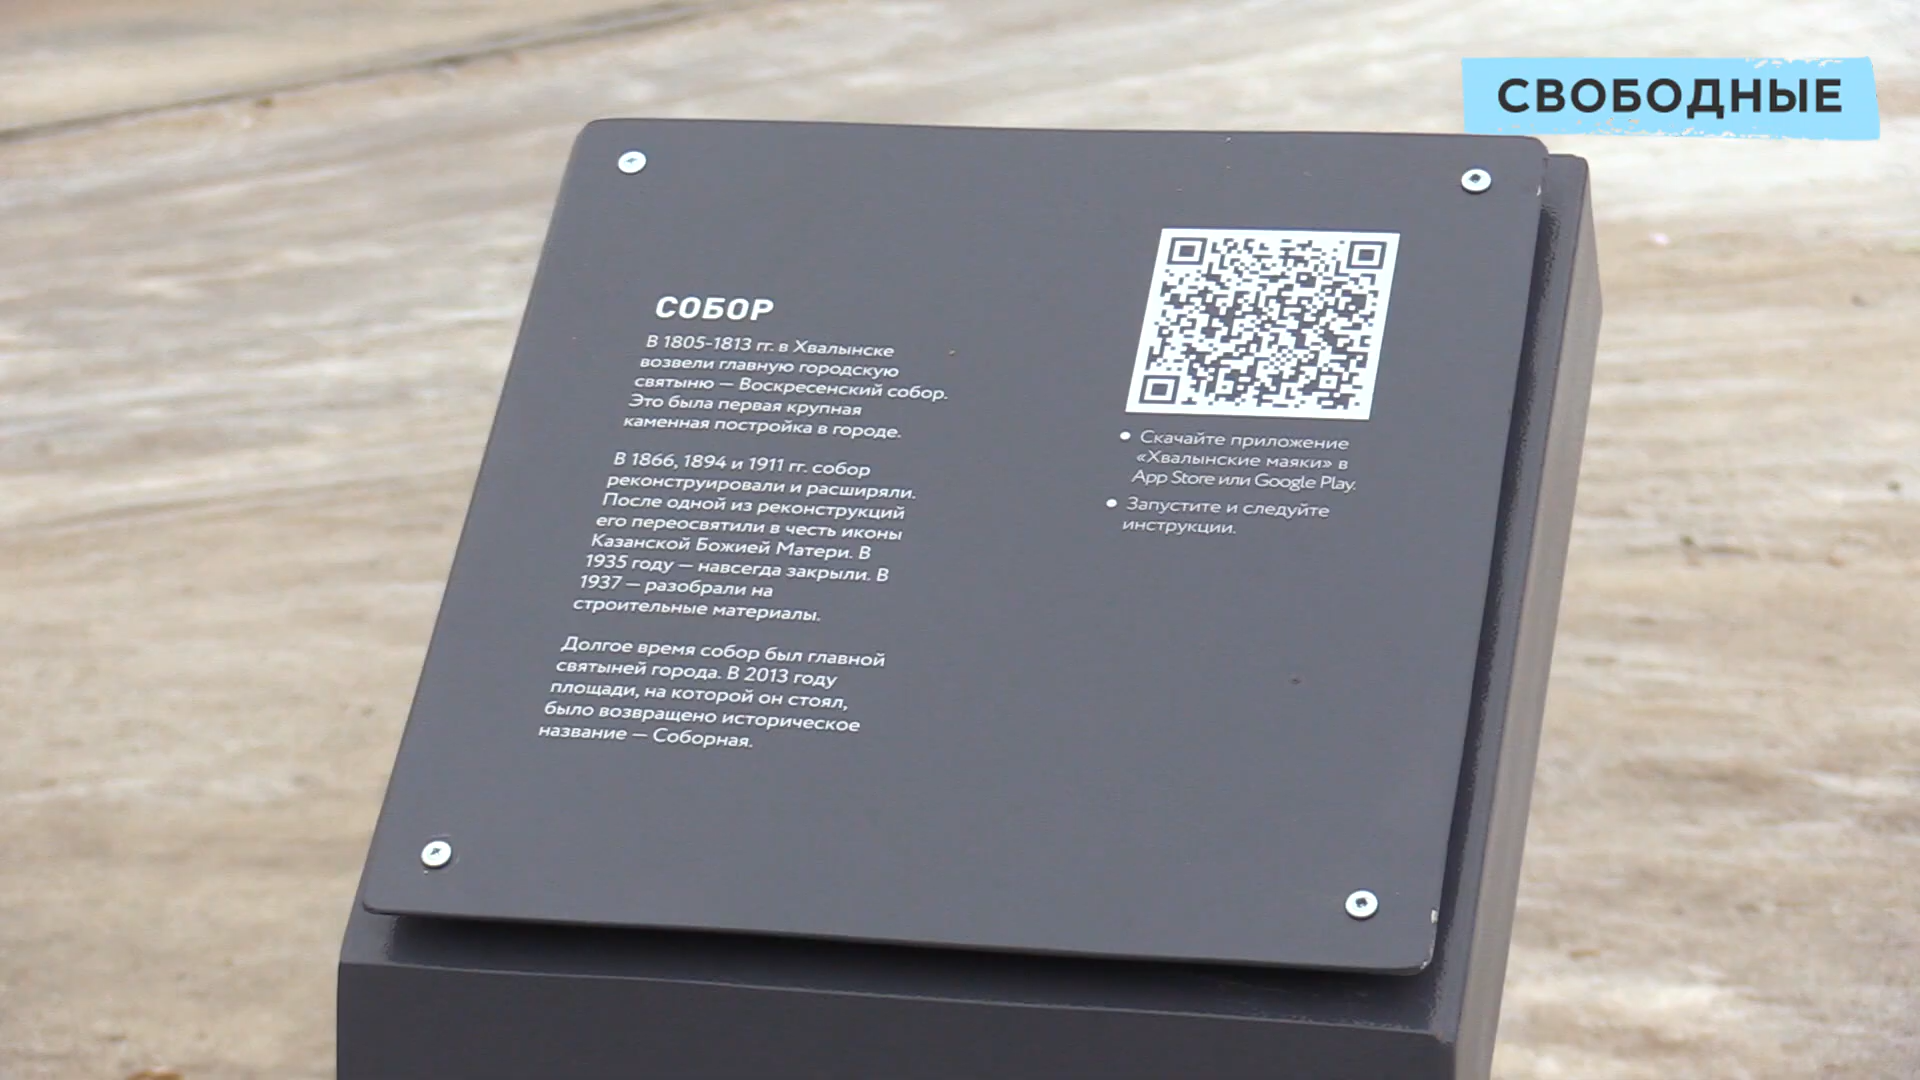 СВОБОДНЫЕ
СОБОР
В 1805-1813 гг. в Хвалынске
возвели главную городскую
святыню — Воскресенский собор.
Это была первая крупная
каменная постройка в городе.
В 1866, 1894 и 1911 гг. собор
реконструировали и расширяли.
После одной из реконструкций
его переосвятили в честь иконы
Казанской Божией Матери. В
1935 году — навсегда закрыли. В
1937 — разобрали на
строительные материалы.
Долгое время собор был главной
святыней города. В 2013 году
площади, на которой он стоял,
было возвращено историческое
название — Соборная.
• Скачайте приложение
«Хвалынские маяки» в
App Store или Google Play.
• Запустите и следуйте
инструкции.